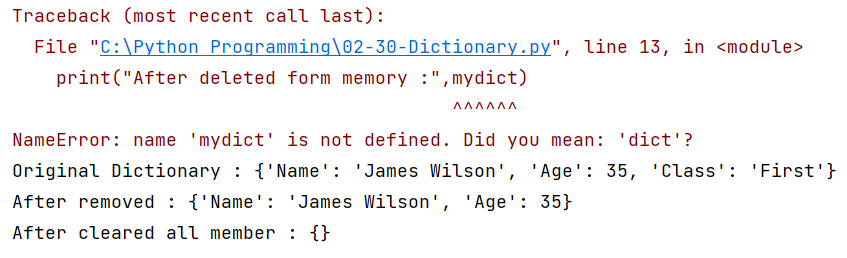 Traceback (most recent call last):
  File "C:\Python Programming\02-30-Dictionary.py", line 13, in <module>
    print("After deleted form memory :",mydict)
                                        ^^^^^^
NameError: name 'mydict' is not defined. Did you mean: 'dict'?
Original Dictionary : {'Name': 'James Wilson', 'Age': 35, 'Class': 'First'}
After removed : {'Name': 'James Wilson', 'Age': 35}
After cleared all member : {}